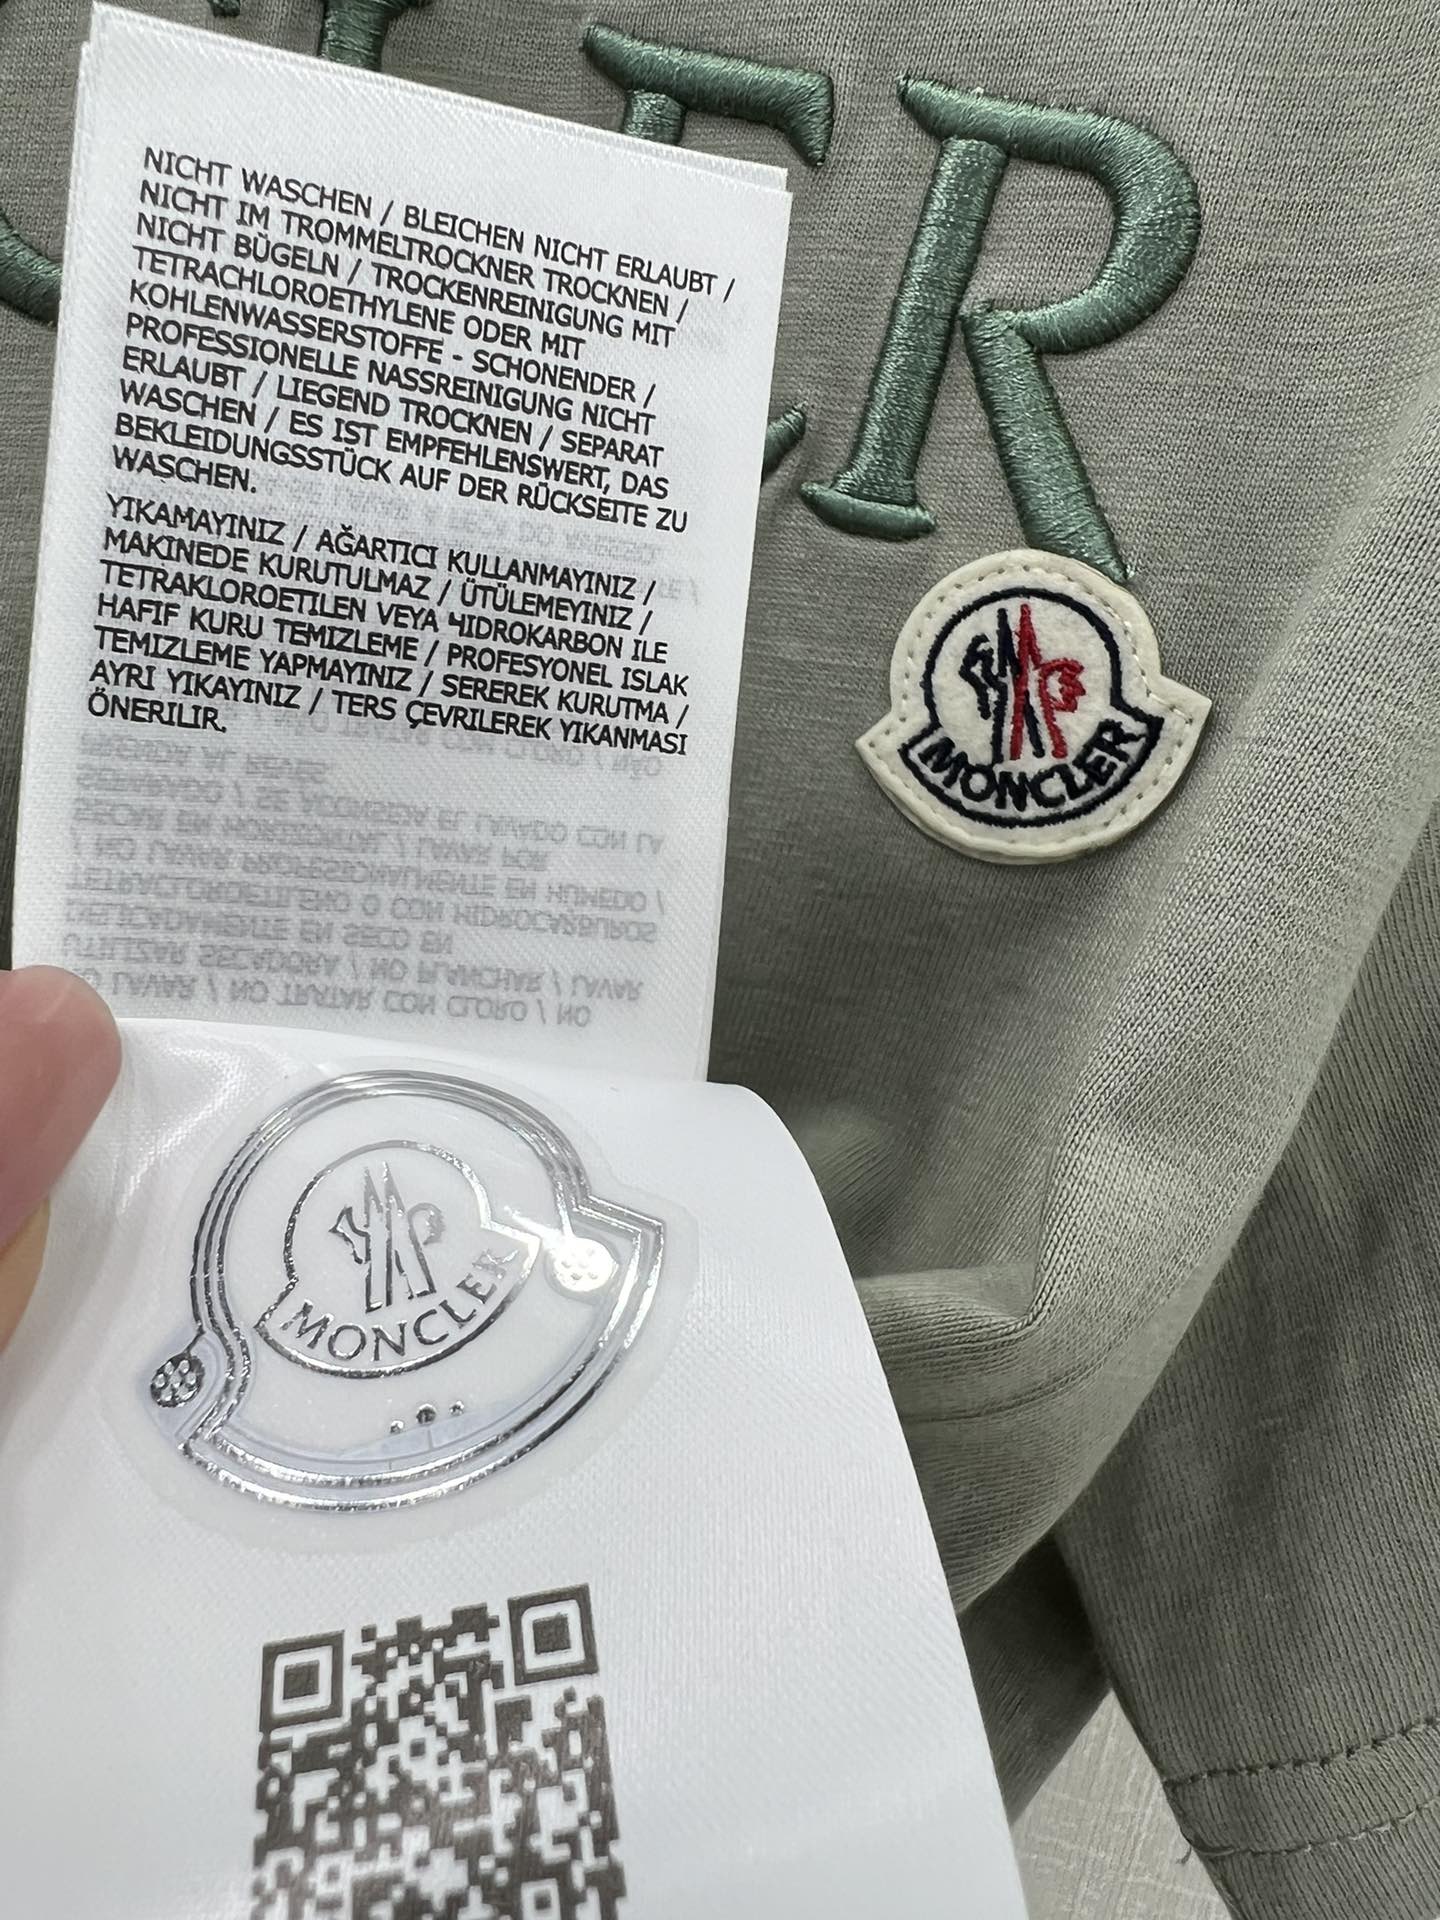 ER
NICHT WASCHEN / BLEICHEN NICHT ERLAUBT /
NICHT IM TROMMELTROCKNER TROCKNEN /
NICHT BÜGELN / TROCKENREINIGUNG MIT
TETRACHLOROETHYLENE ODER MIT
KOHLENWASSERSTOFFE - SCHONENDER /
PROFESSIONELLE NASSREINIGUNG NICHT
ERLAUBT / LIEGEND TROCKNEN / SEPARAT
WASCHEN / ES IST EMPFEHLENSWERT, DAS
BEKLEIDUNGSSTÜCK AUF DER RÜCKSEITE ZU
WASCHEN.
YIKAMAYINIZ / AĞARTICI KULLANMAYINIZ /
MAKINEDE KURUTULMAZ / ÜTÜLEMEYINIZ /
TETRAKLOROETILEN VEYA HIDROKARBON ILE
HAFIF KURU TEMIZLEME / PROFESYONEL ISLAK
TEMIZLEME YAPMAYINIZ / SEREREK KURUTMA /
AYRI YIKAYINIZ / TERS ÇEVRILEREK YIKANMASI
ÖNERILIR.
MONCLER
MONCLER